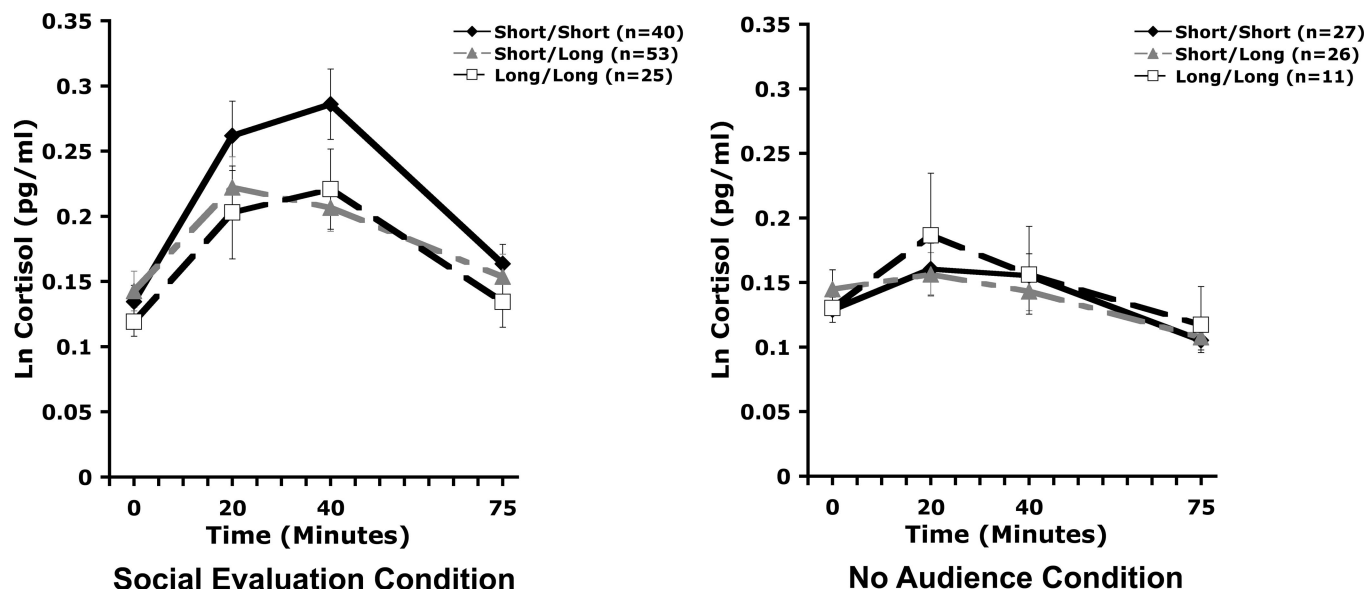 0.35
0.3
0.25
0.2
0.15
0.1
0.05
0
Ln Cortisol (pg/ml)
Short/Short (n=40)
Short/Long (n=53)
Long/Long (n=25)
0 20 40 75
Time (Minutes)
Social Evaluation Condition
0.35
0.3
0.25
0.2
0.15
0.1
0.05
0
Ln Cortisol (pg/ml)
Short/Short (n=27)
Short/Long (n=26)
Long/Long (n=11)
0 20 40 75
Time (Minutes)
No Audience Condition